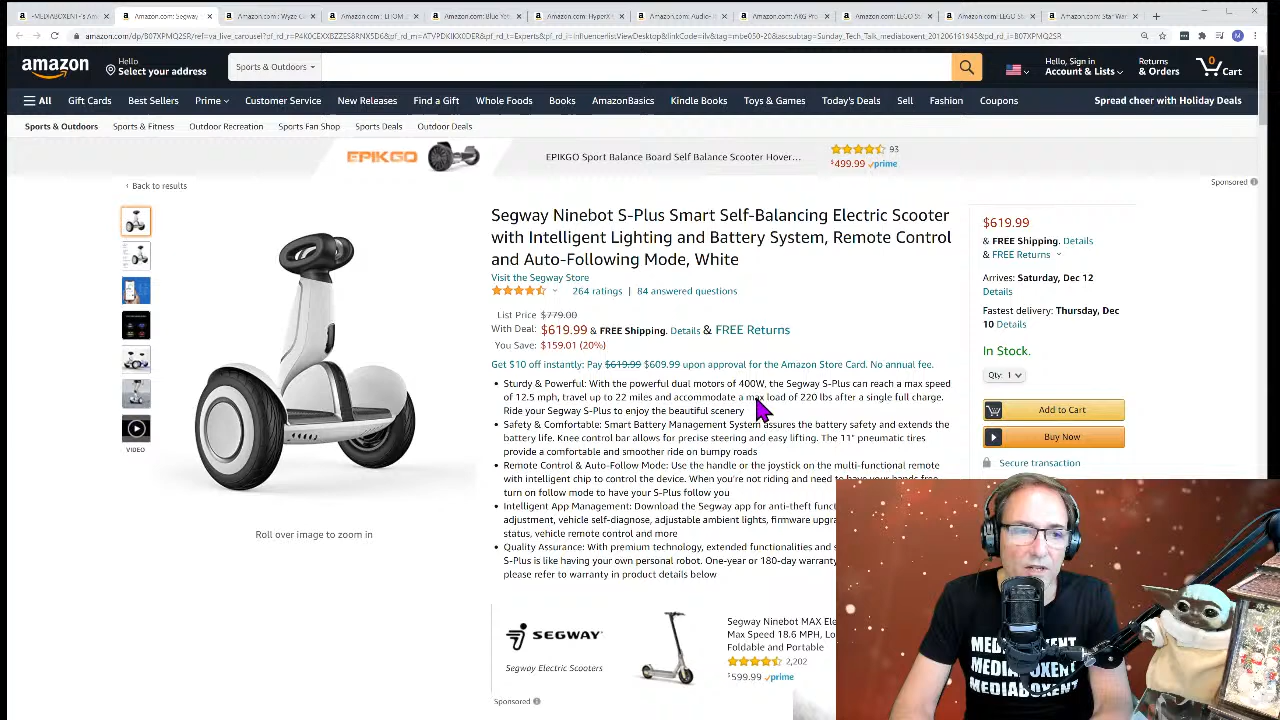 Amazon.com: Segway
amazon.com/dp/B07XPMQ2SR/
amazon
Hello
Select your address
Sports & Outdoors
Hello, Sign in
Account & Lists
Returns
& Orders
0
Cart
All
Gift Cards
Best Sellers
Prime
Customer Service
New Releases
Find a Gift
Whole Foods
Books
AmazonBasics
Kindle Books
Toys & Games
Today's Deals
Sell
Fashion
Coupons
Spread cheer with Holiday Deals
Sports & Outdoors
Sports & Fitness
Outdoor Recreation
Sports Fan Shop
Sports Deals
Outdoor Deals
EPIKGO
EPIKGO Sport Balance Board Self Balance Scooter Hover...
93
$499.99 prime
Sponsored
‹ Back to results
VIDEO
Roll over image to zoom in
Segway Ninebot S-Plus Smart Self-Balancing Electric Scooter
with Intelligent Lighting and Battery System, Remote Control
and Auto-Following Mode, White
Visit the Segway Store
264 ratings | 84 answered questions
List Price $779.00
With Deal: $619.99 & FREE Shipping. Details & FREE Returns
You Save: $159.01 (20%)
Get $10 off instantly: Pay $619.99 $609.99 upon approval for the Amazon Store Card. No annual fee.
• Sturdy & Powerful: With the powerful dual motors of 400W, the Segway S-Plus can reach a max speed
of 12.5 mph, travel up to 22 miles and accommodate a max load of 220 lbs after a single full charge.
Ride your Segway S-Plus to enjoy the beautiful scenery
• Safety & Comfortable: Smart Battery Management System assures the battery safety and extends the
battery life. Knee control bar allows for precise steering and easy lifting. The 11" pneumatic tires
provide a comfortable and smoother ride on bumpy roads
• Remote Control & Auto-Follow Mode: Use the handle or the joystick on the multi-functional remote
with intelligent chip to control the device. When you're not riding and need to have your hands free
turn on follow mode to have your S-Plus follow you
• Intelligent App Management: Download the Segway app for anti-theft
adjustment, vehicle self-diagnose, adjustable ambient lights, firmware
status, vehicle remote control and more
• Quality Assurance: With premium technology, extended functionalities and
S-Plus is like having your own personal robot. One-year or 180-day warranty
please refer to warranty in product details below
$619.99
& FREE Shipping. Details
& FREE Returns
Arrives: Saturday, Dec 12
Details
Fastest delivery: Thursday, Dec
10 Details
In Stock.
Qty: 1
Add to Cart
Buy Now
Secure transaction
SEGWAY
Segway Electric Scooters
Segway Ninebot MAX
Max Speed 18.6 MPH,
Foldable and Portable
2,202
$599.99 prime
Sponsored
MEDIABOXENT
MEDIABOXENT
MEDIABOXENT